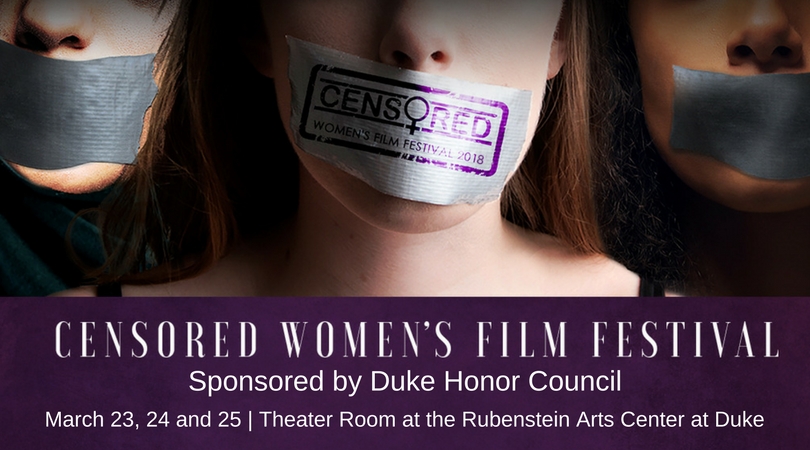 CENSORED
WOMEN'S FILM FESTIVAL 2018
CENSORED WOMEN'S FILM FESTIVAL
Sponsored by Duke Honor Council
March 23, 24 and 25 | Theater Room at the Rubenstein Arts Center at Duke